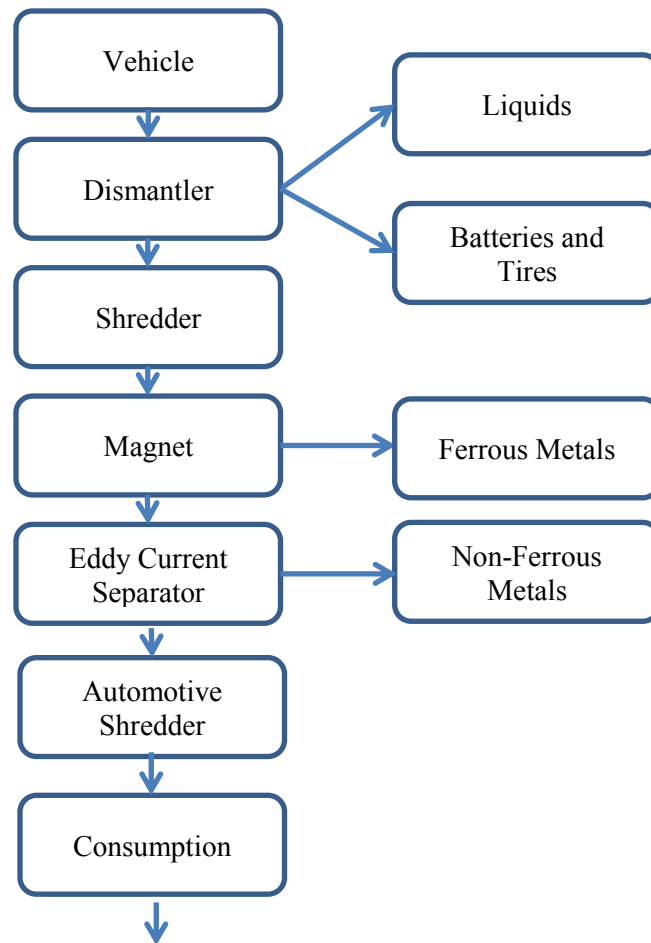 Vehicle
Liquids
Dismantler
Batteries and
Tires
Shredder
Magnet
Ferrous Metals
Eddy Current
Separator
Non-Ferrous
Metals
Automotive
Shredder
Consumption